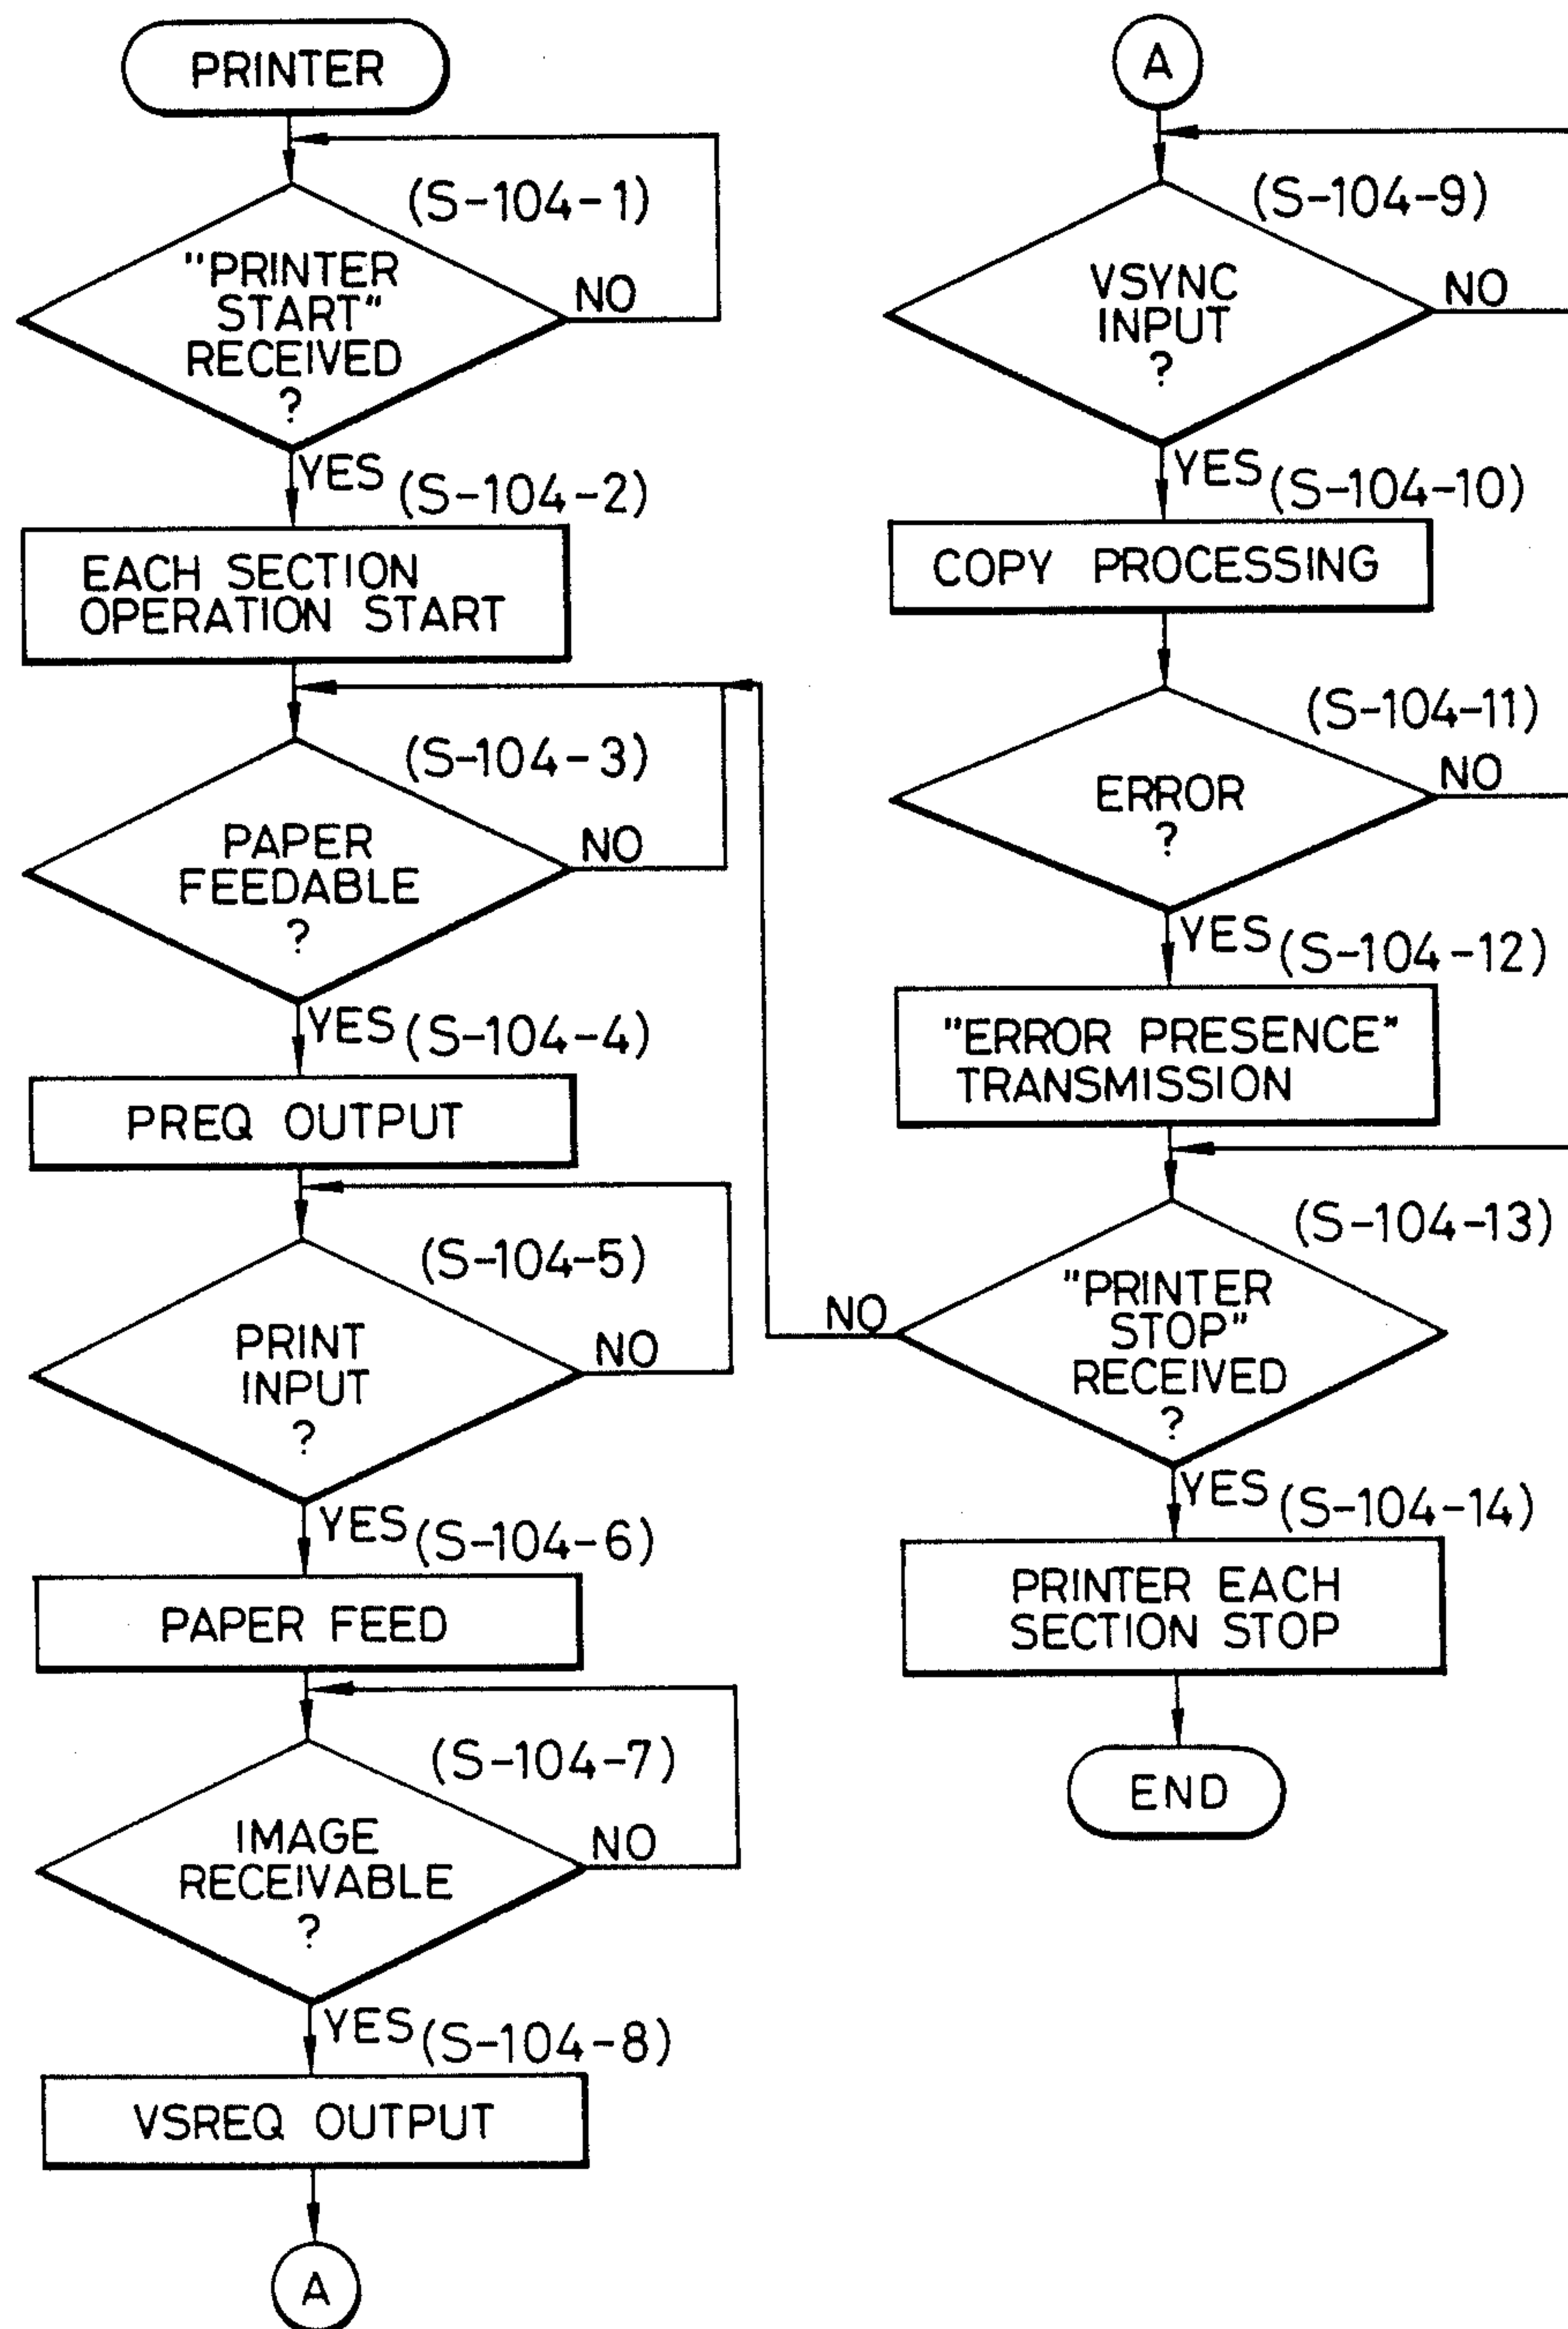 PRINTER
(S-104-1)
"PRINTER
START"
RECEIVED
?
NO
YES
(S-104-2)
EACH SECTION
OPERATION START
(S-104-3)
PAPER
FEEDABLE
?
NO
YES
(S-104-4)
PREQ OUTPUT
(S-104-5)
PRINT
INPUT
?
NO
YES
(S-104-6)
PAPER FEED
(S-104-7)
IMAGE
RECEIVABLE
?
NO
YES
(S-104-8)
VSREQ OUTPUT
A
A
(S-104-9)
VSYNC
INPUT
?
NO
YES
(S-104-10)
COPY PROCESSING
(S-104-11)
ERROR
?
NO
YES
(S-104-12)
"ERROR PRESENCE"
TRANSMISSION
(S-104-13)
"PRINTER
STOP"
RECEIVED
?
NO
YES
(S-104-14)
PRINTER EACH
SECTION STOP
END